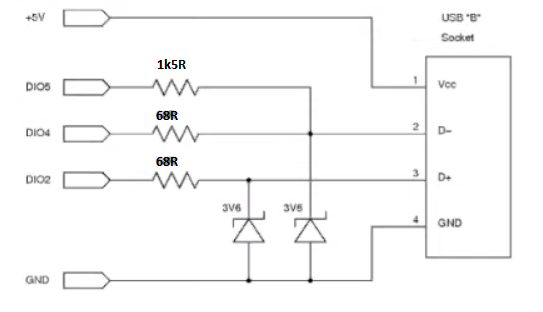 +5V
USB "B"
Socket
1k5R
DIO5
1
Vcc
68R
DIO4
2
D-
68R
DIO2
3
D+
3V6
3V6
4
GND
GND